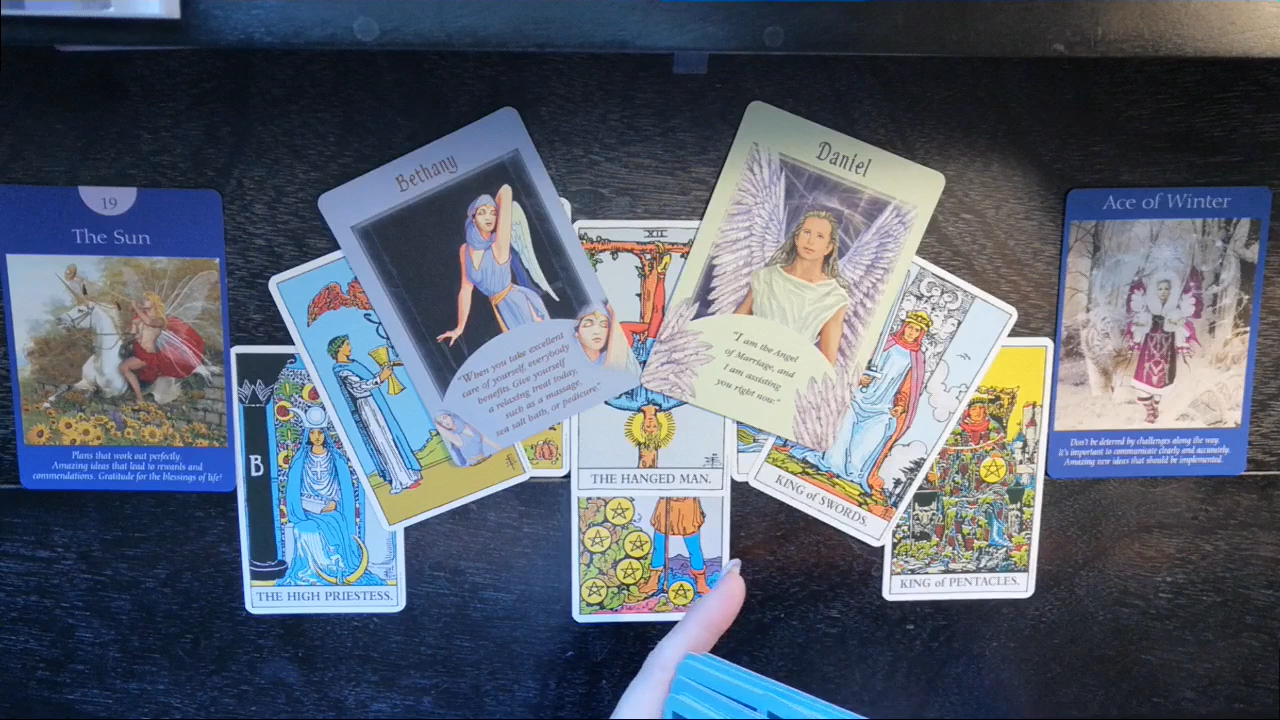 19
The Sun
Plans that work out perfectly.
Amazing ideas that lead to rewards and
commendations. Gratitude for the blessings of life!
Bethany
"When you take excellent
care of yourself, everybody
benefits. Give yourself
a relaxing treat today,
such as a massage,
sea salt bath, or pedicure."
Daniel
"I am the Angel
of Marriage, and
I am assisting
you right now."
Ace of Winter
Don't be deterred by challenges along the way.
It's important to communicate clearly and accurately.
Amazing new ideas that should be implemented.
XII
THE HANGED MAN.
B
THE HIGH PRIESTESS.
KING of SWORDS.
KING of PENTACLES.